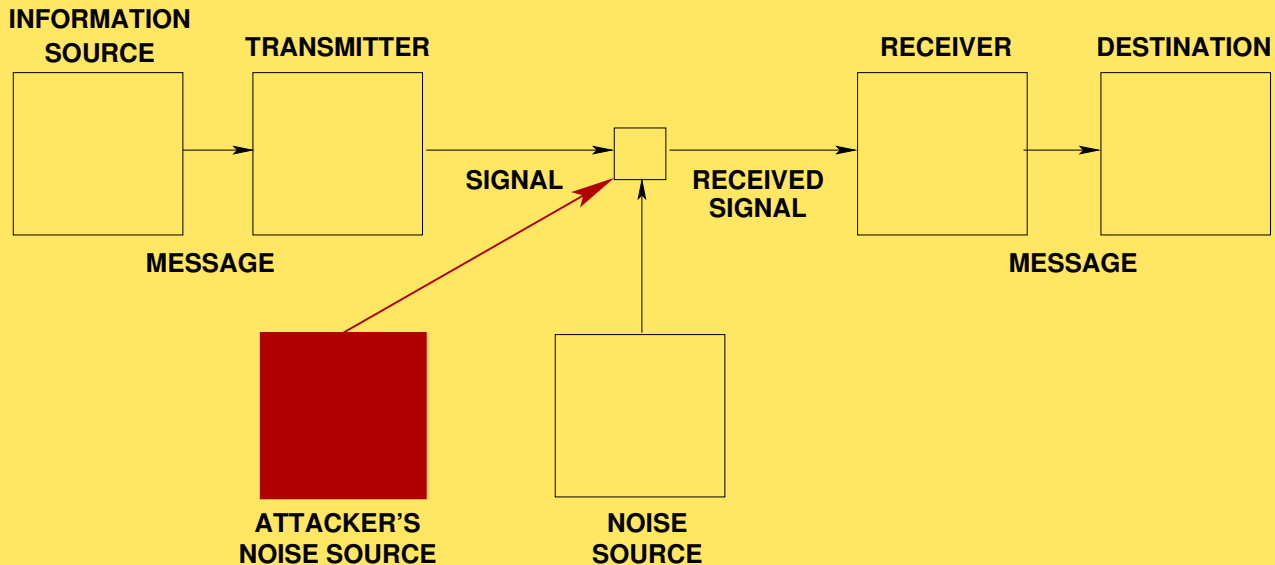 INFORMATION
SOURCE
TRANSMITTER
RECEIVER
DESTINATION
SIGNAL
RECEIVED
SIGNAL
MESSAGE
MESSAGE
ATTACKER'S
NOISE SOURCE
NOISE
SOURCE